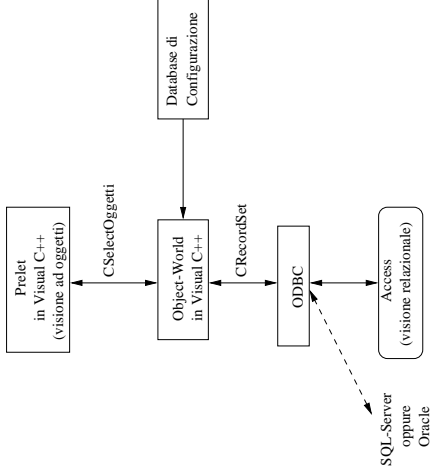 Prelet
in Visual C++
(visione ad oggetti)
CSelectOggetti
Database di
Configurazione
Object-World
in Visual C++
CRecordSet
ODBC
Access
(visione relazionale)
SQL-Server
oppure
Oracle